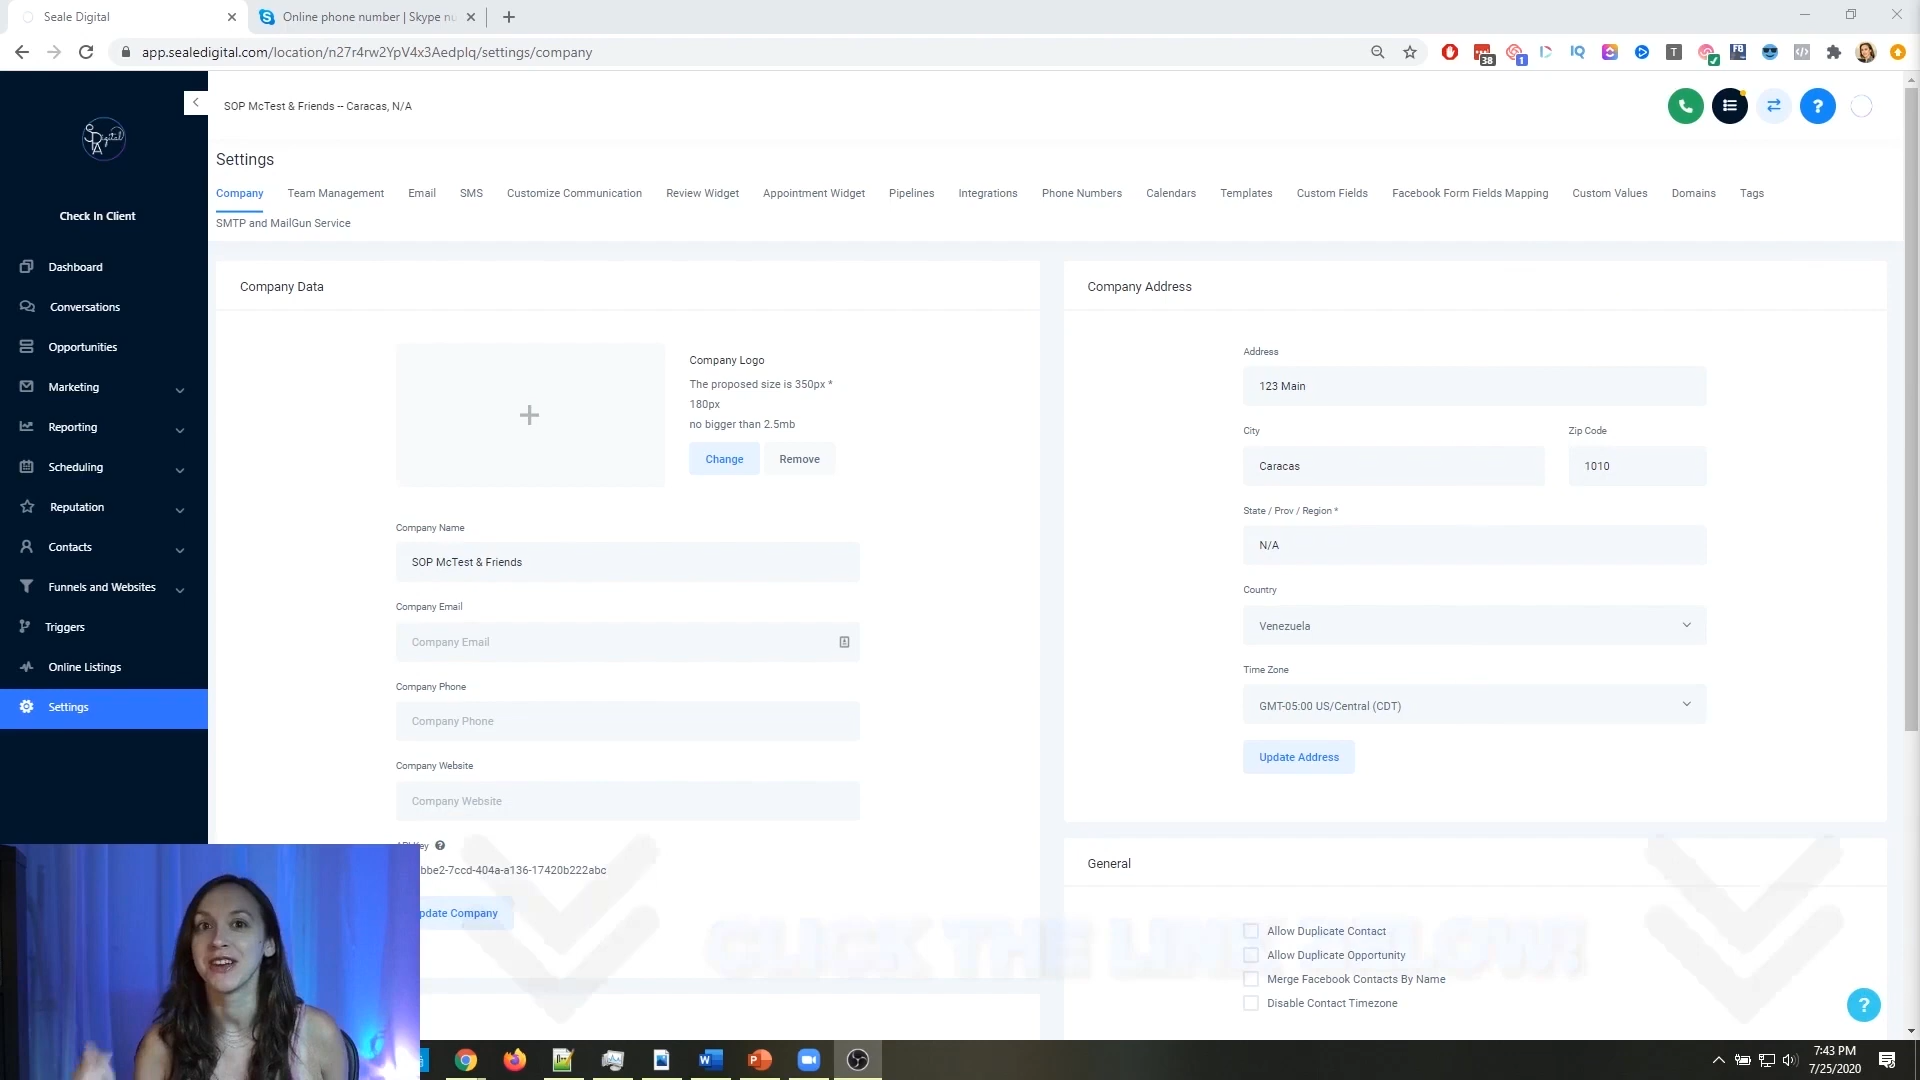 Seale Digital
Online phone number | Skype nu
app.sealedigital.com/location/n27r4rw2YpV4x3Aedplq/settings/company
38
1
IQ
T
FB
SOP McTest & Friends -- Caracas, N/A
Settings
Company Team Management Email SMS Customize Communication Review Widget Appointment Widget Pipelines Integrations Phone Numbers Calendars Templates Custom Fields Facebook Form Fields Mapping Custom Values Domains Tags
SMTP and MailGun Service
Check In Client
Dashboard
Conversations
Opportunities
Marketing
Reporting
Scheduling
Reputation
Contacts
Funnels and Websites
Triggers
Online Listings
Settings
Company Data
Company Logo
The proposed size is 350px *
180px
no bigger than 2.5mb
Change Remove
Company Name
SOP McTest & Friends
Company Email
Company Email
Company Phone
Company Phone
Company Website
Company Website
Key
bbe2-7ccd-404a-a136-17420b222abc
pdate Company
Company Address
Address
123 Main
City
Caracas
Zip Code
1010
State / Prov / Region *
N/A
Country
Venezuela
Time Zone
GMT-05:00 US/Central (CDT)
Update Address
General
Allow Duplicate Contact
Allow Duplicate Opportunity
Merge Facebook Contacts By Name
Disable Contact Timezone
CLICK THE LINK BELOW!
7:43 PM
7/25/2020